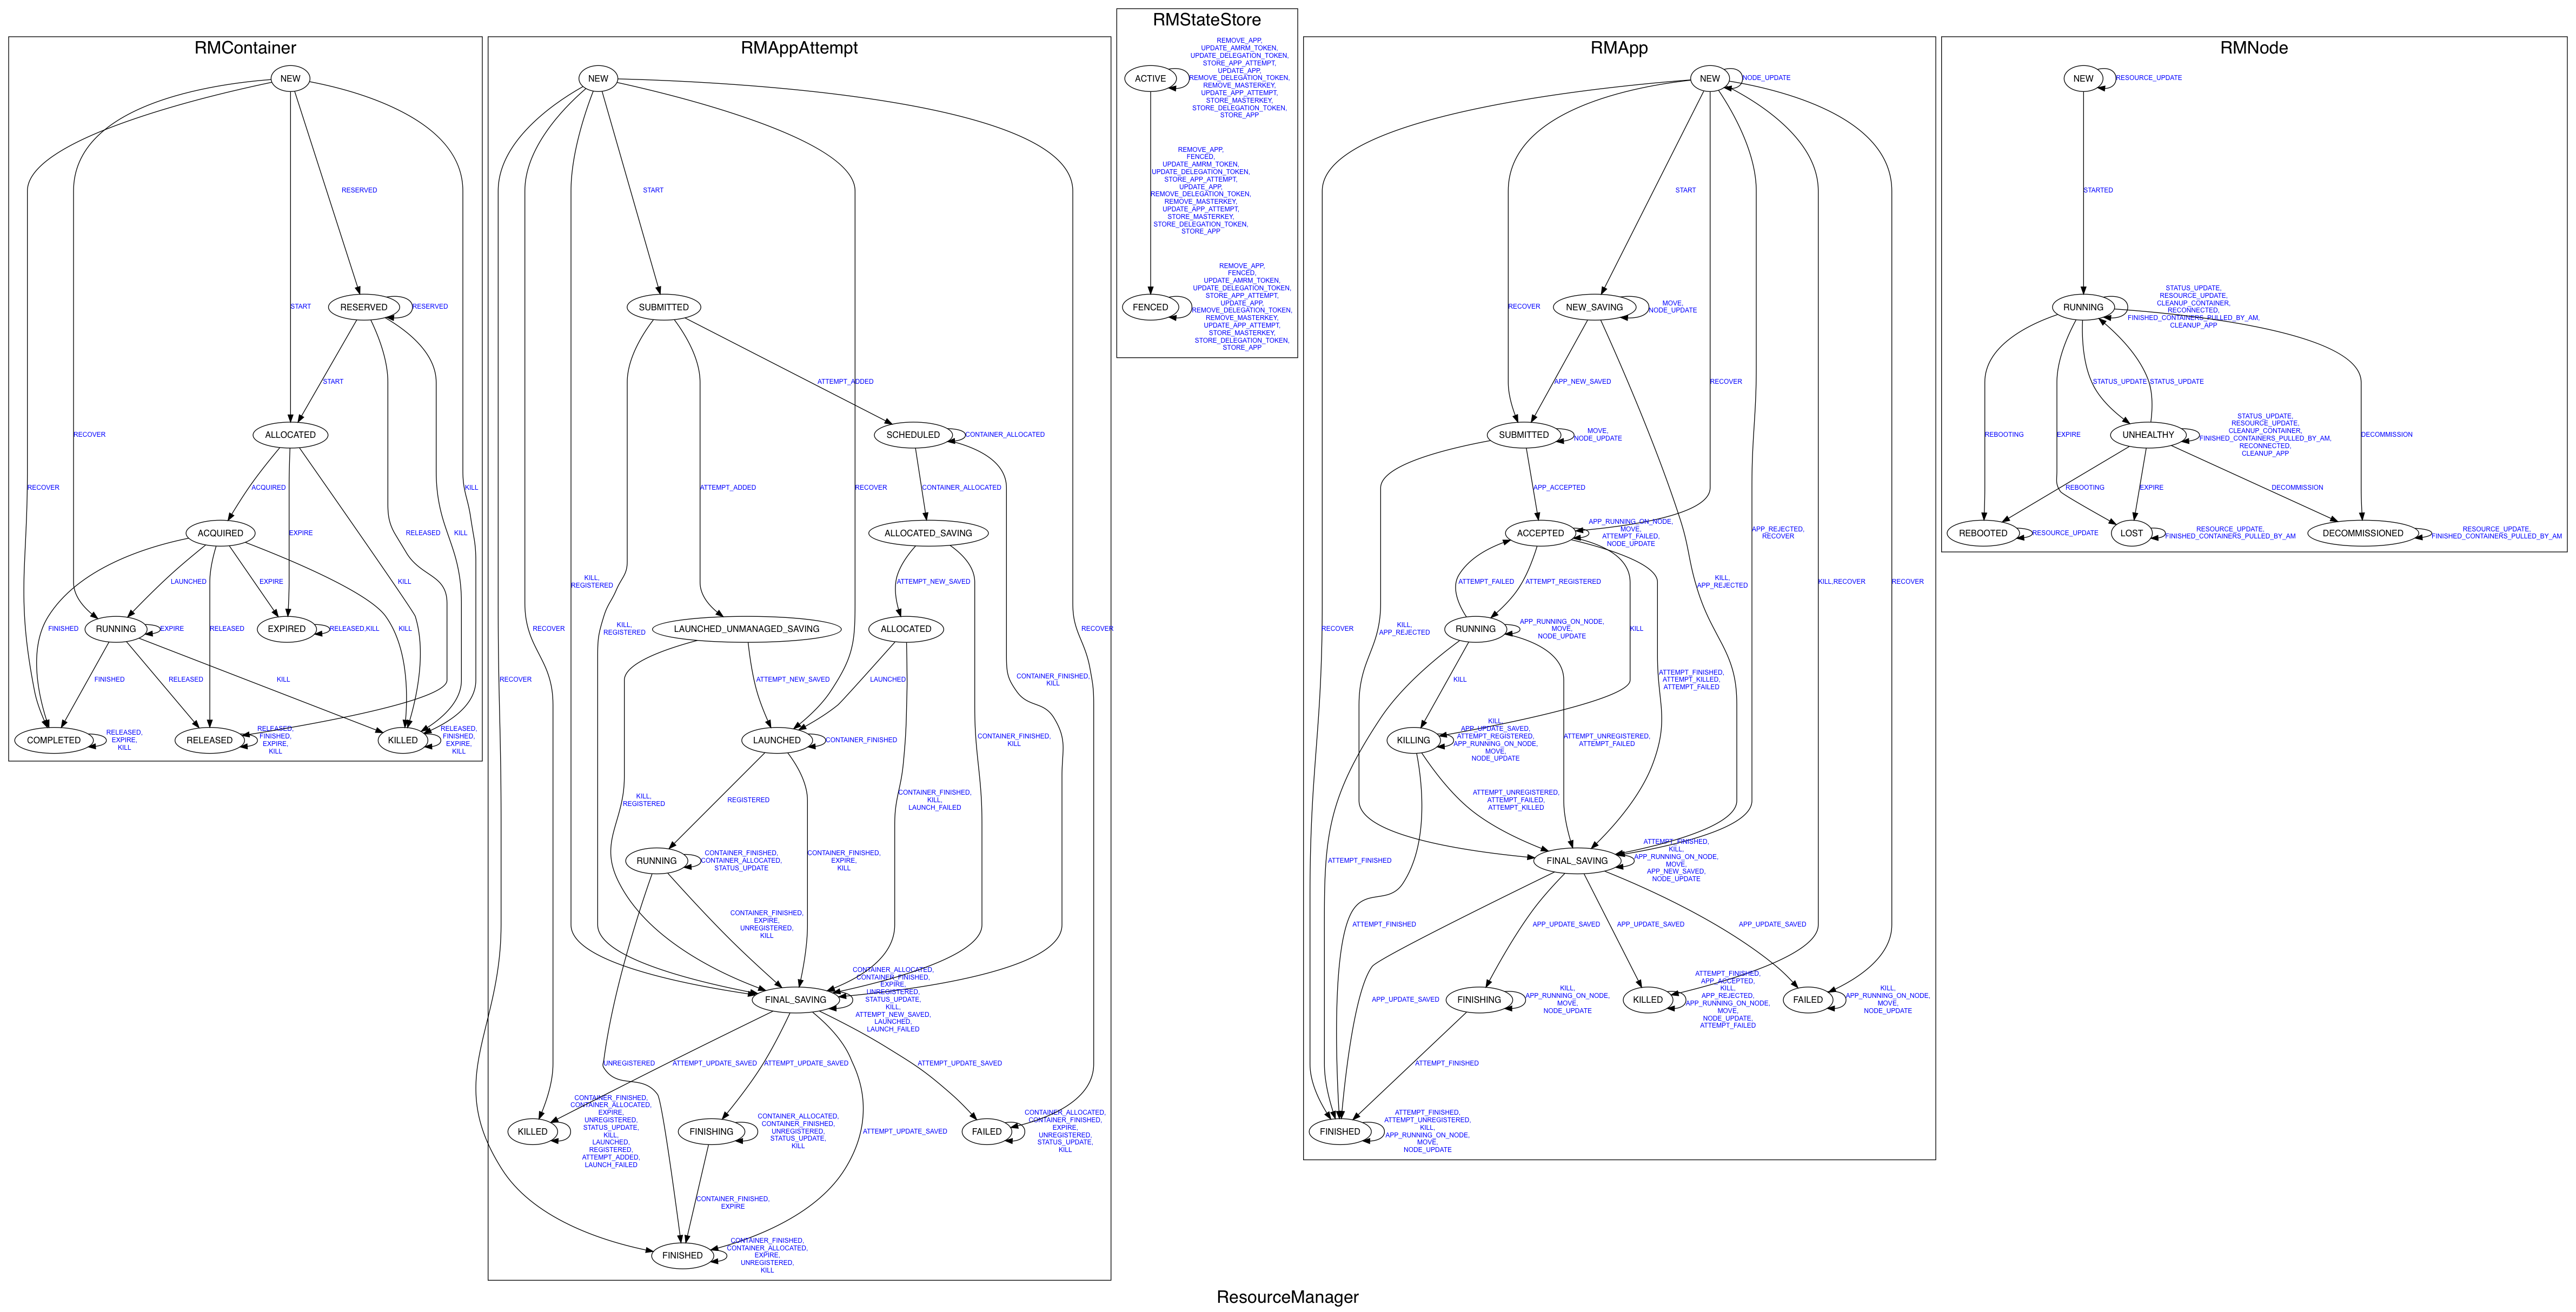 RMContainer
NEW
RESERVED
START
RESERVED
RESERVED
START
RECOVER
ALLOCATED
RECOVER
ACQUIRED
KILL
ACQUIRED
EXPIRE
RELEASED
KILL
LAUNCHED
EXPIRE
KILL
FINISHED
RUNNING
EXPIRE
RELEASED
EXPIRED
RELEASED,KILL
KILL
FINISHED
RELEASED
KILL
COMPLETED
RELEASED,
EXPIRE,
KILL
RELEASED
RELEASED,
FINISHED,
EXPIRE,
KILL
KILLED
RELEASED,
FINISHED,
EXPIRE,
KILL
RMAppAttempt
NEW
START
SUBMITTED
ATTEMPT_ADDED
SCHEDULED
CONTAINER_ALLOCATED
ATTEMPT_ADDED
RECOVER
CONTAINER_ALLOCATED
ALLOCATED_SAVING
KILL,
REGISTERED
ATTEMPT_NEW_SAVED
RECOVER
KILL,
REGISTERED
LAUNCHED_UNMANAGED_SAVING
ALLOCATED
RECOVER
RECOVER
ATTEMPT_NEW_SAVED
LAUNCHED
CONTAINER_FINISHED,
KILL
LAUNCHED
CONTAINER_FINISHED
CONTAINER_FINISHED,
KILL
KILL,
REGISTERED
REGISTERED
CONTAINER_FINISHED,
KILL,
LAUNCH_FAILED
RUNNING
CONTAINER_FINISHED,
CONTAINER_ALLOCATED,
STATUS_UPDATE
CONTAINER_FINISHED,
EXPIRE,
KILL
CONTAINER_FINISHED,
EXPIRE,
UNREGISTERED,
KILL
FINAL_SAVING
CONTAINER_ALLOCATED,
CONTAINER_FINISHED,
EXPIRE,
UNREGISTERED,
STATUS_UPDATE,
KILL,
ATTEMPT_NEW_SAVED,
LAUNCHED,
LAUNCH_FAILED
UNREGISTERED
ATTEMPT_UPDATE_SAVED
ATTEMPT_UPDATE_SAVED
ATTEMPT_UPDATE_SAVED
KILLED
CONTAINER_FINISHED,
CONTAINER_ALLOCATED,
EXPIRE,
UNREGISTERED,
STATUS_UPDATE,
KILL,
LAUNCHED,
REGISTERED,
ATTEMPT_ADDED,
LAUNCH_FAILED
FINISHING
CONTAINER_ALLOCATED,
CONTAINER_FINISHED,
UNREGISTERED,
STATUS_UPDATE,
KILL
ATTEMPT_UPDATE_SAVED
FAILED
CONTAINER_ALLOCATED,
CONTAINER_FINISHED,
EXPIRE,
UNREGISTERED,
STATUS_UPDATE,
KILL
CONTAINER_FINISHED,
EXPIRE
FINISHED
CONTAINER_FINISHED,
CONTAINER_ALLOCATED,
EXPIRE,
UNREGISTERED,
KILL
RMStateStore
ACTIVE
REMOVE_APP,
UPDATE_AMRM_TOKEN,
UPDATE_DELEGATION_TOKEN,
STORE_APP_ATTEMPT,
UPDATE_APP,
REMOVE_DELEGATION_TOKEN,
REMOVE_MASTERKEY,
UPDATE_APP_ATTEMPT,
STORE_MASTERKEY,
STORE_DELEGATION_TOKEN,
STORE_APP
REMOVE_APP,
FENCED,
UPDATE_AMRM_TOKEN,
UPDATE_DELEGATION_TOKEN,
STORE_APP_ATTEMPT,
UPDATE_APP,
REMOVE_DELEGATION_TOKEN,
REMOVE_MASTERKEY,
UPDATE_APP_ATTEMPT,
STORE_MASTERKEY,
STORE_DELEGATION_TOKEN,
STORE_APP
FENCED
REMOVE_APP,
FENCED,
UPDATE_AMRM_TOKEN,
UPDATE_DELEGATION_TOKEN,
STORE_APP_ATTEMPT,
UPDATE_APP,
REMOVE_DELEGATION_TOKEN,
REMOVE_MASTERKEY,
UPDATE_APP_ATTEMPT,
STORE_MASTERKEY,
STORE_DELEGATION_TOKEN,
STORE_APP
RMApp
NEW
NODE_UPDATE
START
RECOVER
NEW_SAVING
MOVE,
NODE_UPDATE
APP_NEW_SAVED
RECOVER
SUBMITTED
MOVE,
NODE_UPDATE
APP_ACCEPTED
ACCEPTED
APP_RUNNING_ON_NODE,
MOVE,
ATTEMPT_FAILED,
NODE_UPDATE
APP_REJECTED,
RECOVER
ATTEMPT_FAILED
ATTEMPT_REGISTERED
KILL,
APP_REJECTED
KILL,RECOVER
RECOVER
RECOVER
KILL,
APP_REJECTED
RUNNING
APP_RUNNING_ON_NODE,
MOVE,
NODE_UPDATE
KILL
KILL
ATTEMPT_FINISHED,
ATTEMPT_KILLED,
ATTEMPT_FAILED
KILLING
KILL,
APP_UPDATE_SAVED,
ATTEMPT_REGISTERED,
APP_RUNNING_ON_NODE,
MOVE,
NODE_UPDATE
ATTEMPT_UNREGISTERED,
ATTEMPT_FAILED
ATTEMPT_UNREGISTERED,
ATTEMPT_FAILED,
ATTEMPT_KILLED
ATTEMPT_FINISHED
FINAL_SAVING
ATTEMPT_FINISHED,
KILL,
APP_RUNNING_ON_NODE,
MOVE,
APP_NEW_SAVED,
NODE_UPDATE
ATTEMPT_FINISHED
APP_UPDATE_SAVED
APP_UPDATE_SAVED
APP_UPDATE_SAVED
APP_UPDATE_SAVED
FINISHING
KILL,
APP_RUNNING_ON_NODE,
MOVE,
NODE_UPDATE
KILLED
ATTEMPT_FINISHED,
APP_ACCEPTED,
KILL,
APP_REJECTED,
APP_RUNNING_ON_NODE,
MOVE,
NODE_UPDATE,
ATTEMPT_FAILED
FAILED
KILL,
APP_RUNNING_ON_NODE,
MOVE,
NODE_UPDATE
ATTEMPT_FINISHED
FINISHED
ATTEMPT_FINISHED,
ATTEMPT_UNREGISTERED,
KILL,
APP_RUNNING_ON_NODE,
MOVE,
NODE_UPDATE
RMNode
NEW
RESOURCE_UPDATE
STARTED
RUNNING
STATUS_UPDATE,
RESOURCE_UPDATE,
CLEANUP_CONTAINER,
RECONNECTED,
FINISHED_CONTAINERS_PULLED_BY_AM,
CLEANUP_APP
STATUS_UPDATE
STATUS_UPDATE
REBOOTING
EXPIRE
UNHEALTHY
STATUS_UPDATE,
RESOURCE_UPDATE,
CLEANUP_CONTAINER,
FINISHED_CONTAINERS_PULLED_BY_AM,
RECONNECTED,
CLEANUP_APP
DECOMMISSION
REBOOTING
EXPIRE
DECOMMISSION
REBOOTED
RESOURCE_UPDATE
LOST
RESOURCE_UPDATE,
FINISHED_CONTAINERS_PULLED_BY_AM
DECOMMISSIONED
RESOURCE_UPDATE,
FINISHED_CONTAINERS_PULLED_BY_AM
ResourceManager